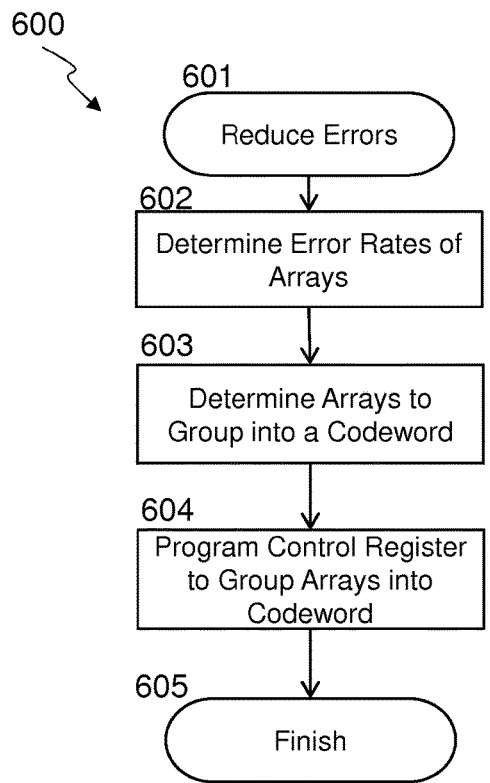 600
601
Reduce Errors
602
Determine Error Rates of
Arrays
603
Determine Arrays to
Group into a Codeword
604
Program Control Register
to Group Arrays into
Codeword
605
Finish